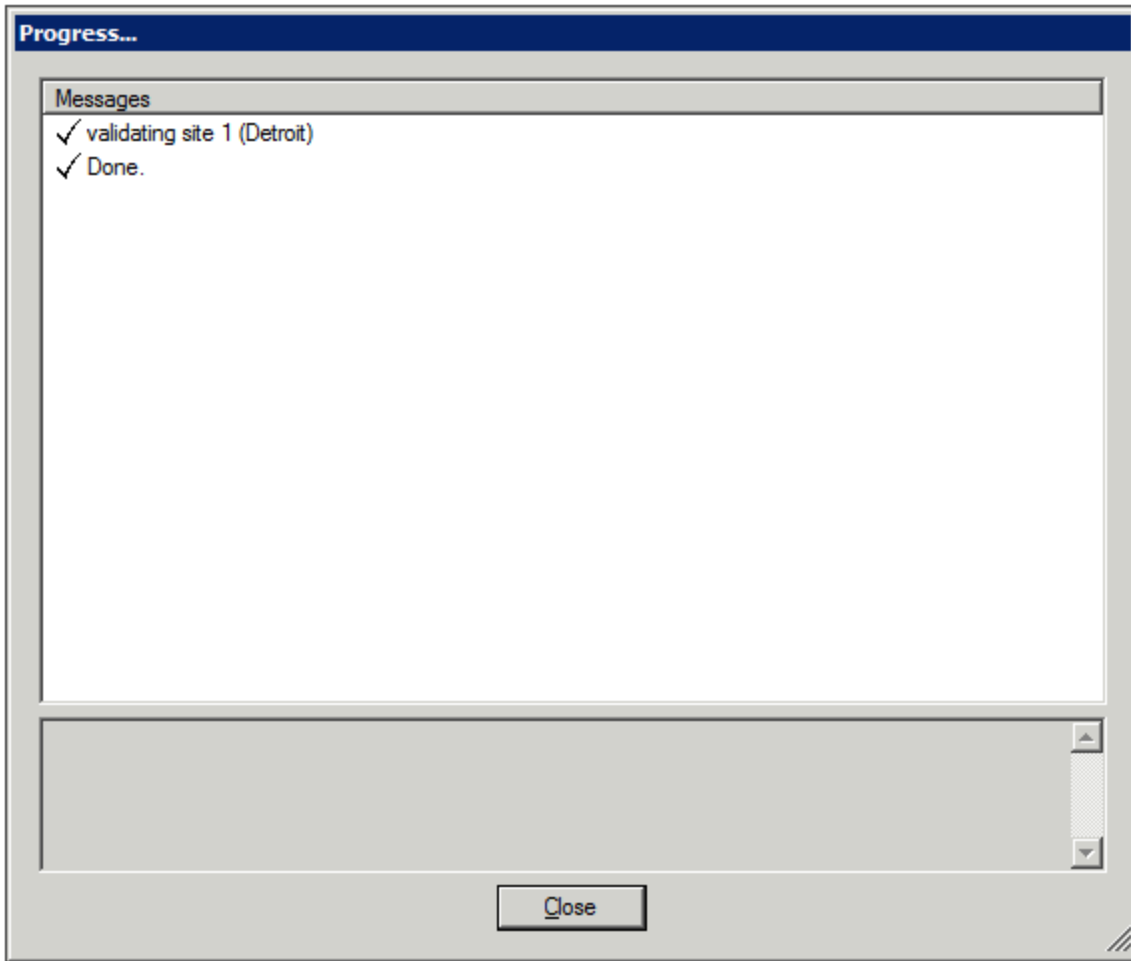 Progress...
Messages
validating site 1 (Detroit)
Done.
Close